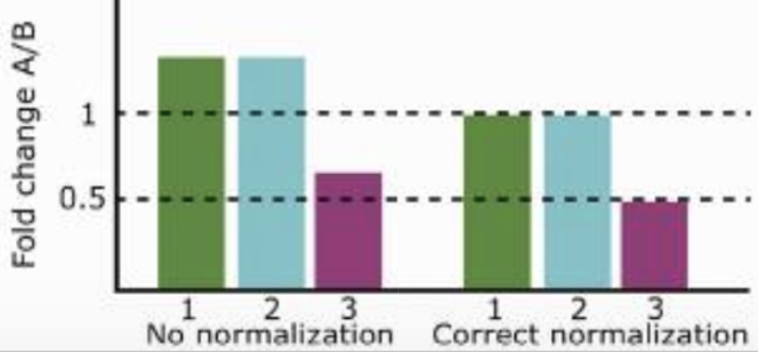 Fold change A/B
1
0.5
1 2 3 1 2 3
No normalization Correct normalization